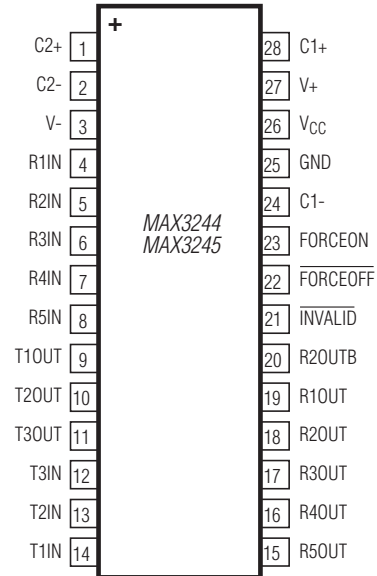 +
C2+ 1
C2- 2
V- 3
R1IN 4
R2IN 5
R3IN 6
R4IN 7
R5IN 8
T1OUT 9
T2OUT 10
T3OUT 11
T3IN 12
T2IN 13
T1IN 14
MAX3244
MAX3245
28 C1+
27 V+
26 VCC
25 GND
24 C1-
23 FORCEON
22 FORCEOFF
21 INVALID
20 R2OUTB
19 R1OUT
18 R2OUT
17 R3OUT
16 R4OUT
15 R5OUT